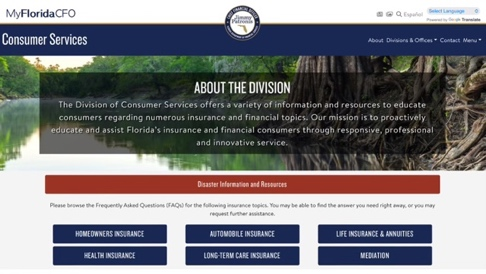 MyFloridaCFO
Jimmy
Patronis
Español
Select Language
Powered by Google Translate
Consumer Services
About Divisions & Offices Contact Menu
ABOUT THE DIVISION
The Division of Consumer Services offers a variety of information and resources to educate
consumers regarding numerous insurance and financial topics. Our mission is to proactively
educate and assist Florida's insurance and financial consumers through responsive, professional
and innovative service.
Disaster Information and Resources
Please browse the Frequently Asked Questions (FAQs) for the following insurance topics. You may be able to find the answer you need right away, or you may
request further assistance.
HOMEOWNERS INSURANCE
AUTOMOBILE INSURANCE
LIFE INSURANCE & ANNUITIES
HEALTH INSURANCE
LONG-TERM CARE INSURANCE
MEDIATION